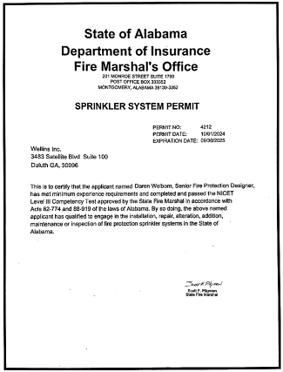 State of Alabama
Department of Insurance
Fire Marshal's Office
201 MONROE STREET SUITE 1790
POST OFFICE BOX 303352
MONTGOMERY, ALABAMA 36130-3352
SPRINKLER SYSTEM PERMIT
PERMIT NO: 4212
PERMIT DATE: 10/01/2024
EXPIRATION DATE: 09/30/2025
Wellins Inc.
3483 Satellite Blvd Suite 100
Duluth GA, 30096
This is to certify that the applicant named Daren Welborn, Senior Fire Protection Designer,
has met minimum experience requirements and completed and passed the NICET
Level III Competency Test approved by the State Fire Marshal in accordance with
Acts 82-774 and 88-919 of the laws of Alabama. By so doing, the above named
applicant has qualified to engage in the installation, repair, alteration, addition,
maintenance or inspection of fire protection sprinkler systems in the State of
Alabama.
Scott F. Pilgreen
State Fire Marshal